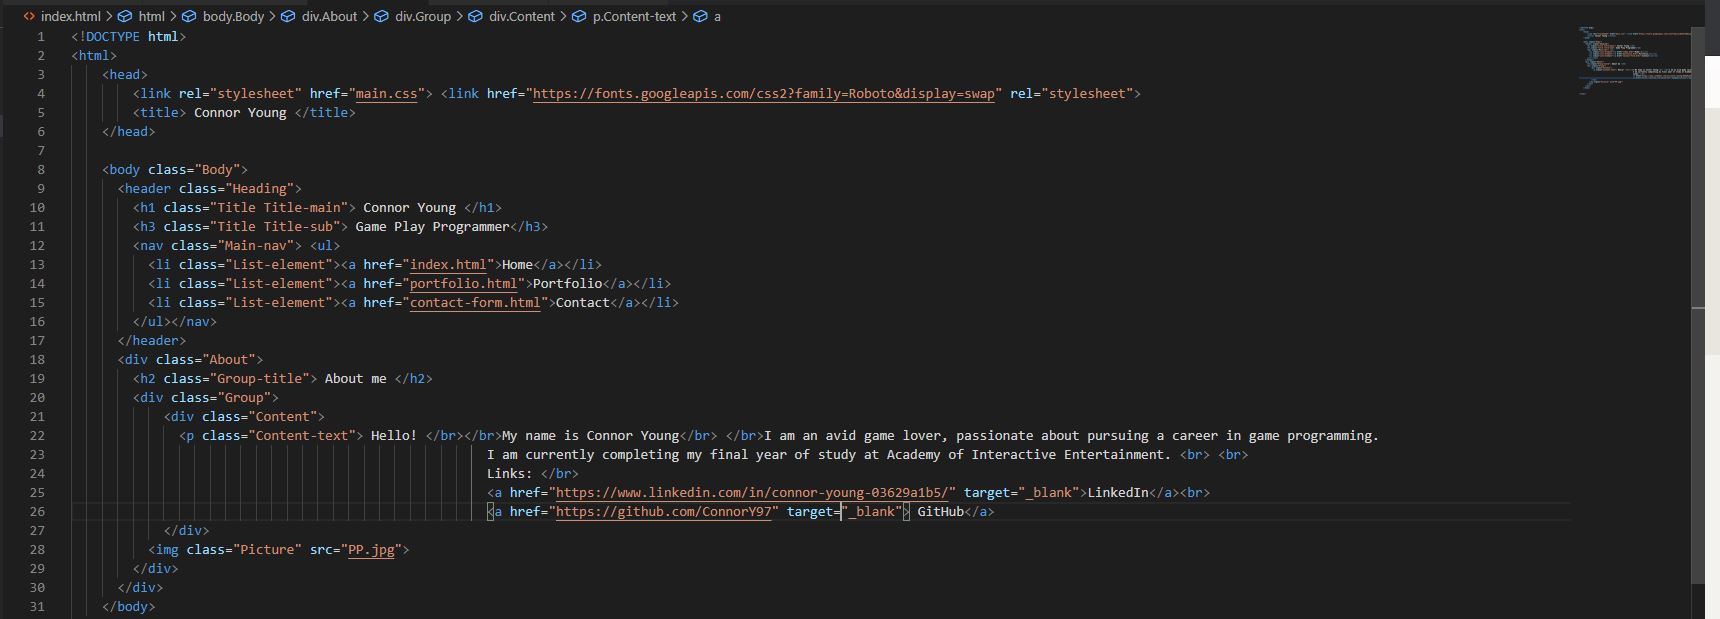 index.html > html > body.Body > div.About > div.Group > div.Content > p.Content-text > a
1 <!DOCTYPE html>
2 <html>
3 <head>
4 <link rel="stylesheet" href="main.css"> <link href="https://fonts.googleapis.com/css2?family=Roboto&display=swap" rel="stylesheet">
5 <title> Connor Young </title>
6 </head>
7
8 <body class="Body">
9 <header class="Heading">
10 <h1 class="Title Title-main"> Connor Young </h1>
11 <h3 class="Title Title-sub"> Game Play Programmer</h3>
12 <nav class="Main-nav"> <ul>
13 <li class="List-element"><a href="index.html">Home</a></li>
14 <li class="List-element"><a href="portfolio.html">Portfolio</a></li>
15 <li class="List-element"><a href="contact-form.html">Contact</a></li>
16 </ul></nav>
17 </header>
18 <div class="About">
19 <h2 class="Group-title"> About me </h2>
20 <div class="Group">
21 <div class="Content">
22 <p class="Content-text"> Hello! </br></br>My name is Connor Young</br> </br>I am an avid game lover, passionate about pursuing a career in game programming.
23 I am currently completing my final year of study at Academy of Interactive Entertainment. <br> <br>
24 Links: </br>
25 <a href="https://www.linkedin.com/in/connor-young-03629a1b5/" target="_blank">LinkedIn</a><br>
26 <a href="https://github.com/ConnorY97" target="_blank"> GitHub</a>
27 </div>
28 <img class="Picture" src="PP.jpg">
29 </div>
30 </div>
31 </body>